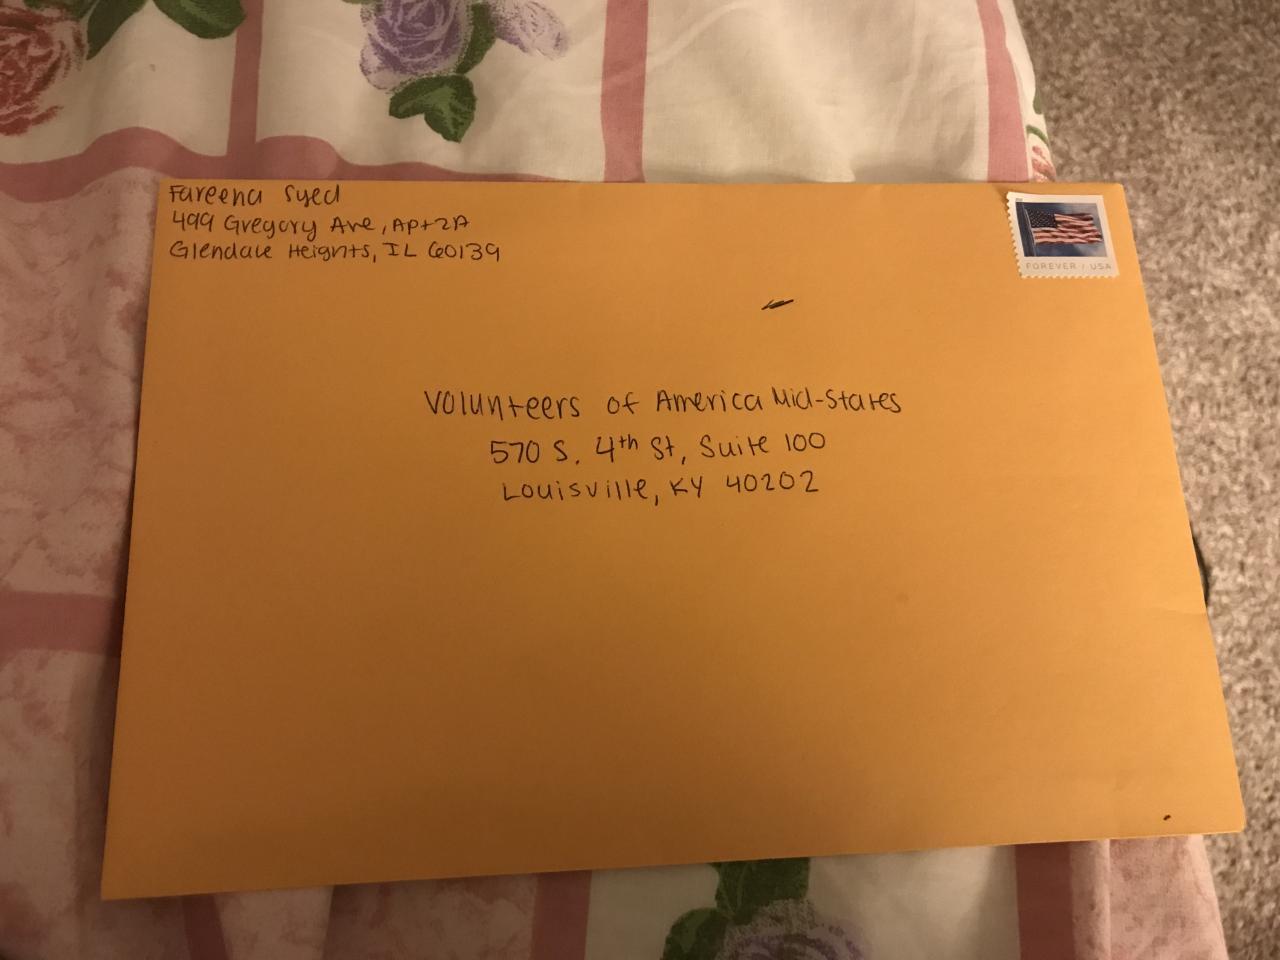 Fareena Syed
499 Gregory Ave, Apt 2A
Glendale Heights, IL 60139
FOREVER / USA
Volunteers of America Mid-States
570 S. 4th St, Suite 100
Louisville, KY 40202